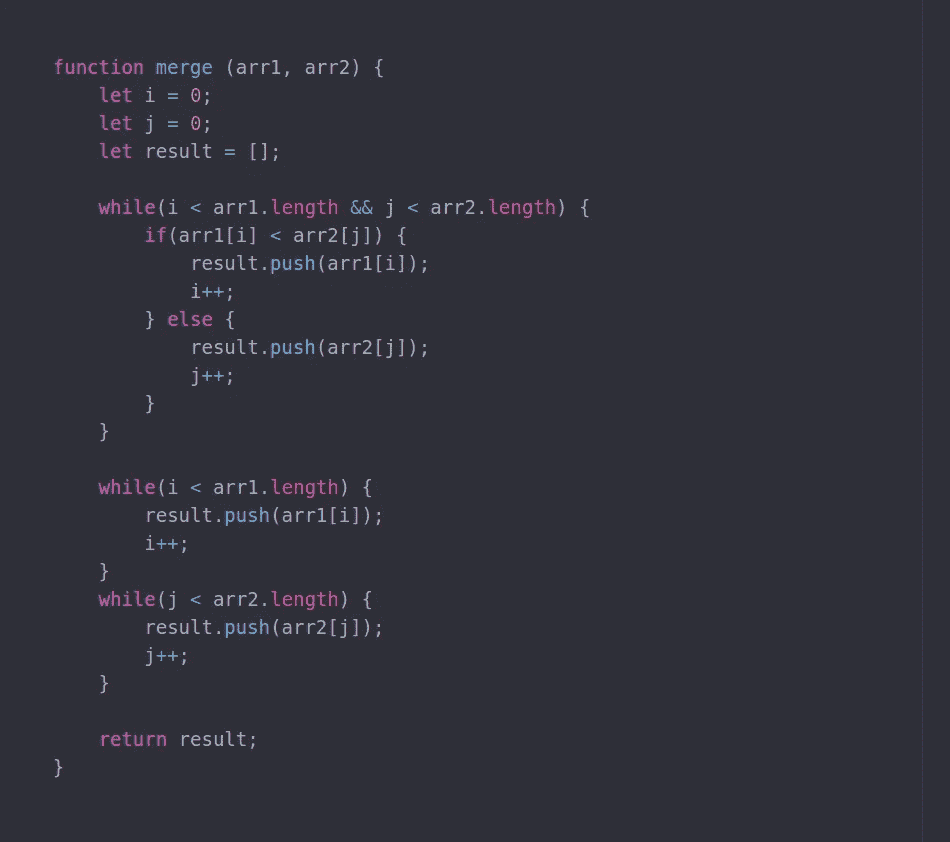 function merge (arr1, arr2) {
    let i = 0;
    let j = 0;
    let result = [];

    while(i < arr1.length && j < arr2.length) {
        if(arr1[i] < arr2[j]) {
            result.push(arr1[i]);
            i++;
        } else {
            result.push(arr2[j]);
            j++;
        }
    }

    while(i < arr1.length) {
        result.push(arr1[i]);
        i++;
    }
    while(j < arr2.length) {
        result.push(arr2[j]);
        j++;
    }

    return result;
}